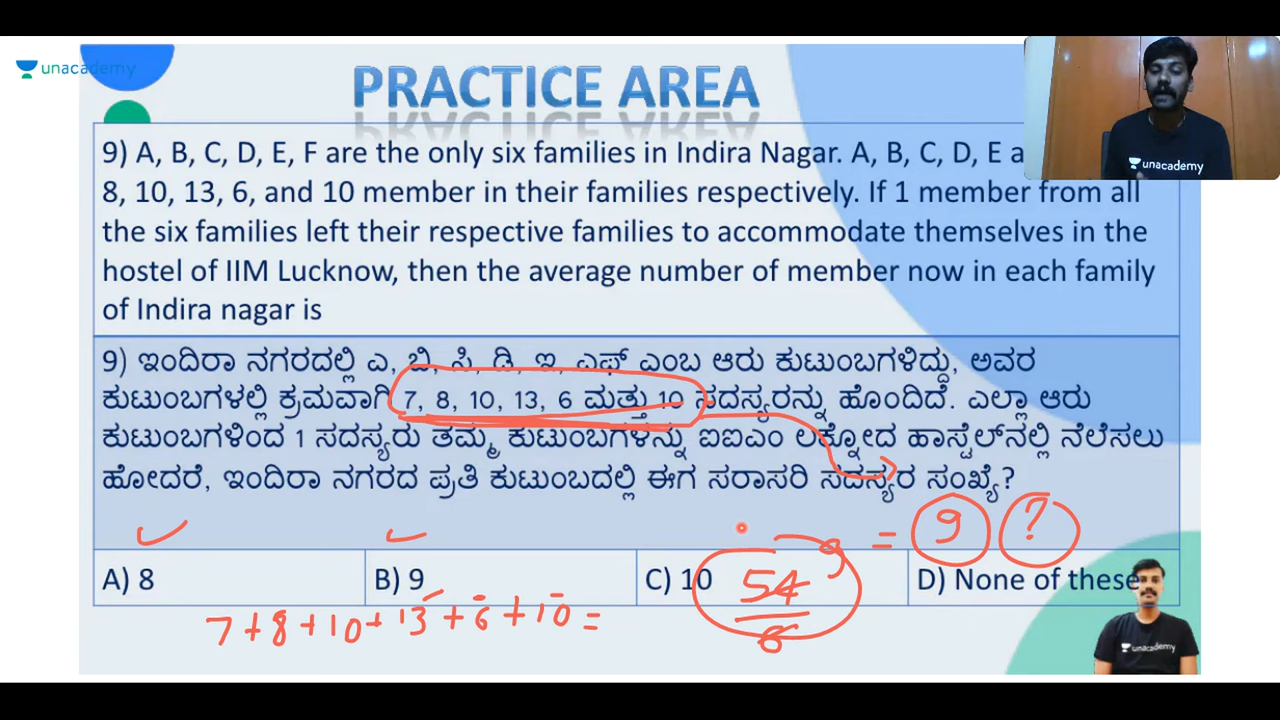 unacademy
PRACTICE AREA
9) A, B, C, D, E, F are the only six families in Indira Nagar. A, B, C, D, E a
8, 10, 13, 6, and 10 member in their families respectively. If 1 member from all
the six families left their respective families to accommodate themselves in the
hostel of IIM Lucknow, then the average number of member now in each family
of Indira nagar is
9) ಇಂದಿರಾ ನಗರದಲ್ಲಿ ಎ, ಬಿ, ಸಿ, ಡಿ, ಇ, ಎಫ್ ಎಂಬ ಆರು ಕುಟುಂಬಗಳಿದ್ದು, ಅವರ
ಕುಟುಂಬಗಳಲ್ಲಿ ಕ್ರಮವಾಗಿ 7, 8, 10, 13, 6 ಮತ್ತು 10 ಸದಸ್ಯರನ್ನು ಹೊಂದಿದೆ. ಎಲ್ಲಾ ಆರು
ಕುಟುಂಬಗಳಿಂದ 1 ಸದಸ್ಯರು ತಮ್ಮ ಕುಟುಂಬಗಳನ್ನು ಐಐಎಂ ಲಕ್ನೋದ ಹಾಸ್ಟೆಲ್‌ನಲ್ಲಿ ನೆಲೆಸಲು
ಹೋದರೆ, ಇಂದಿರಾ ನಗರದ ಪ್ರತಿ ಕುಟುಂಬದಲ್ಲಿ ಈಗ ಸರಾಸರಿ ಸದಸ್ಯರ ಸಂಖ್ಯೆ?
9 = 9 ?
A) 8 B) 9 C) 10 D) None of these
54
7 + 8 + 10 + 13 + 6 + 10 =
6
unacademy
unacademy